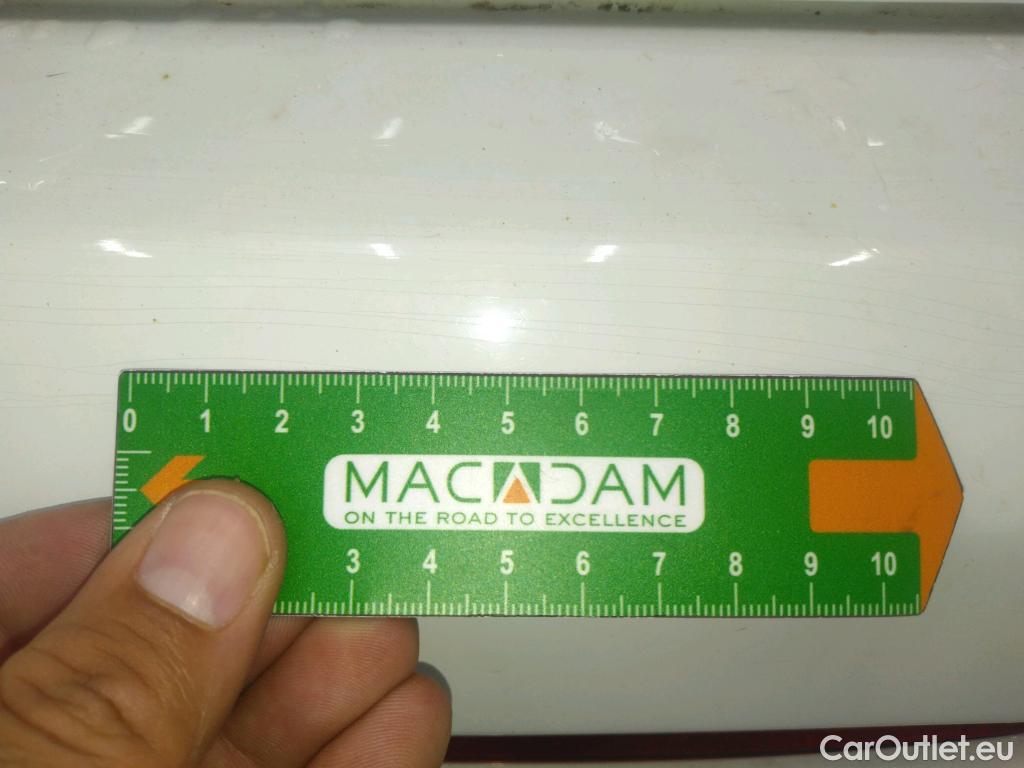 0 1 2 3 4 5 6 7 8 9 10
MACADAM
ON THE ROAD TO EXCELLENCE
3 4 5 6 7 8 9 10
CarOutlet.eu